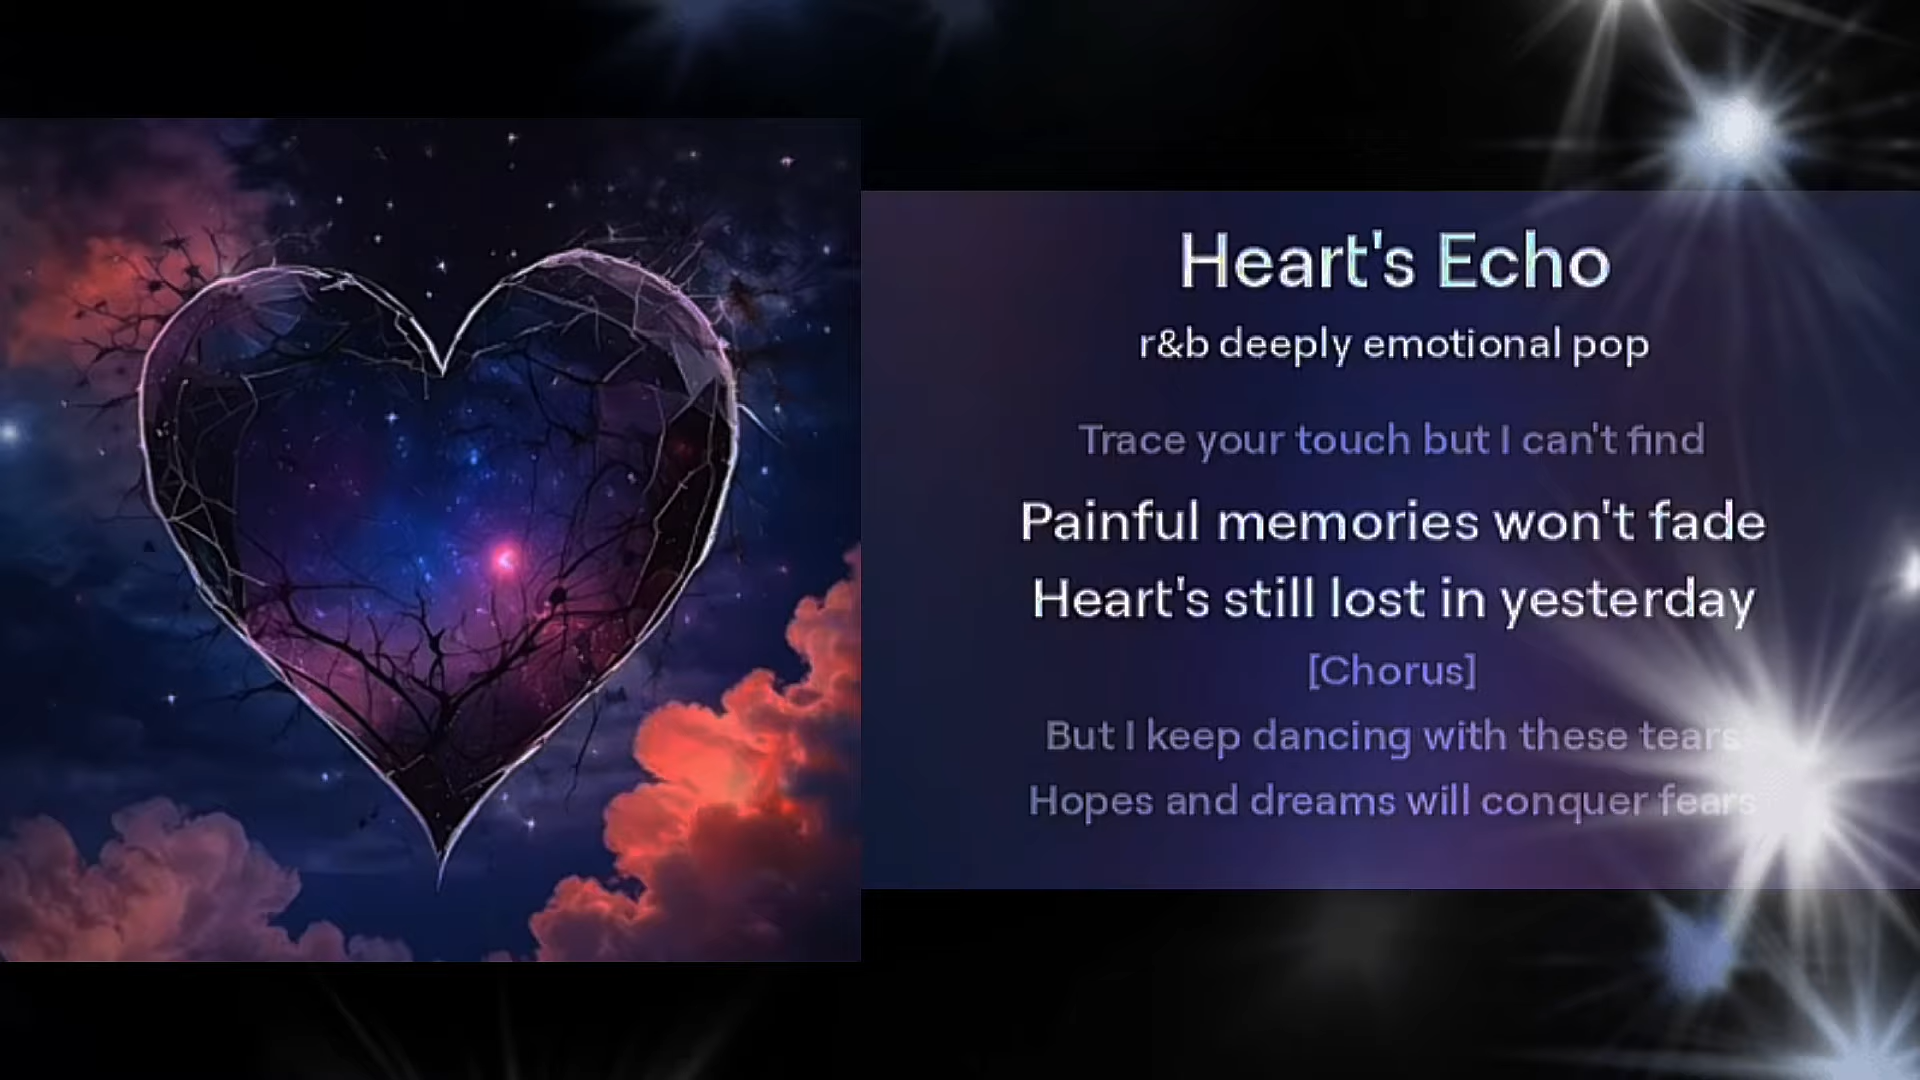 Heart's Echo
r&b deeply emotional pop
Trace your touch but I can't find
Painful memories won't fade
Heart's still lost in yesterday
[Chorus]
But I keep dancing with these tears
Hopes and dreams will conquer fears